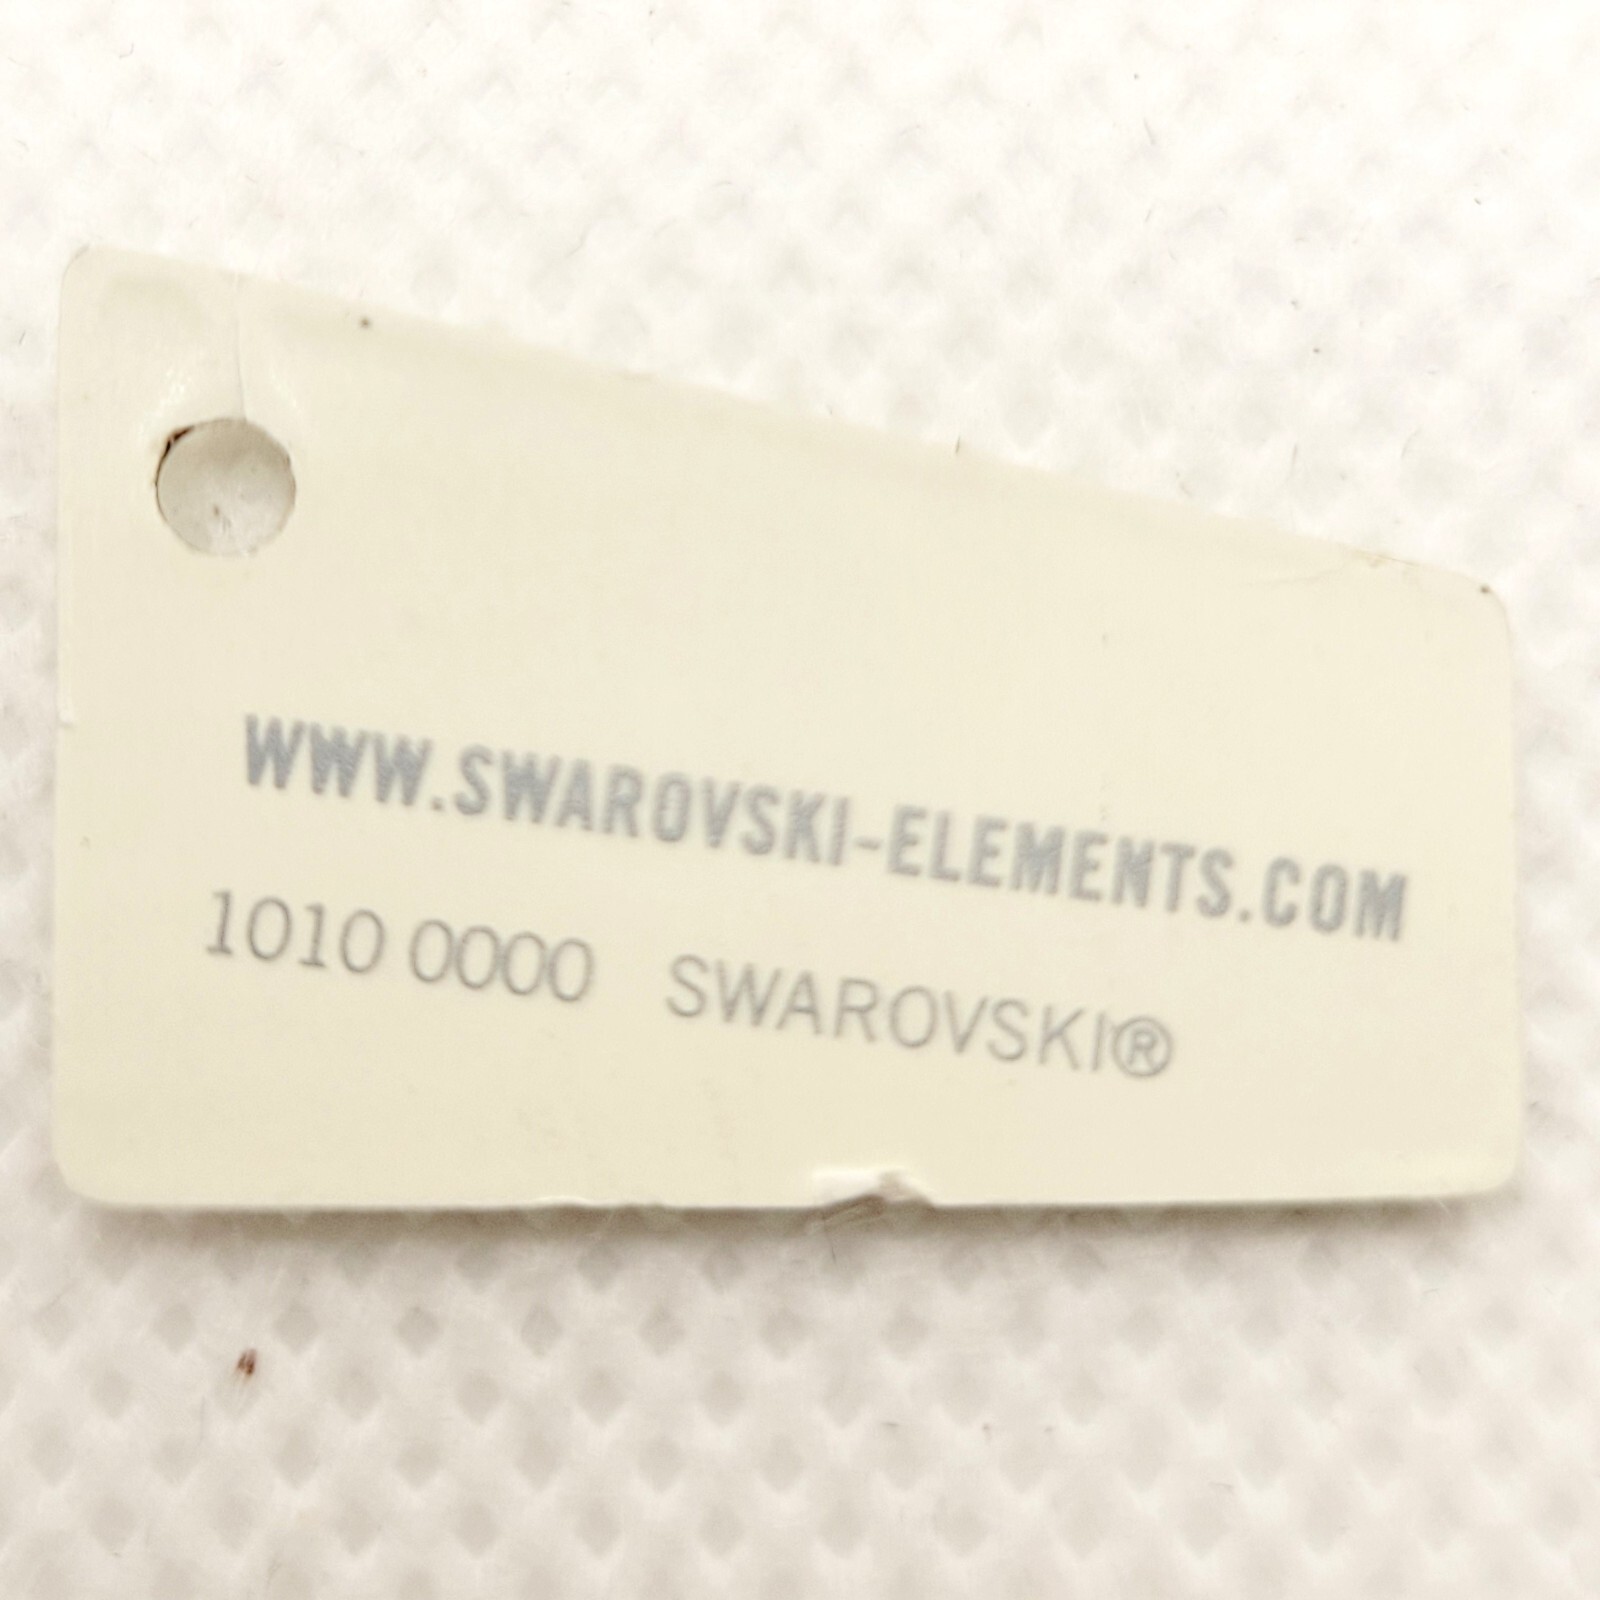 WWW.SWAROVSKI-ELEMENTS.COM
1010 0000 SWAROVSKI®